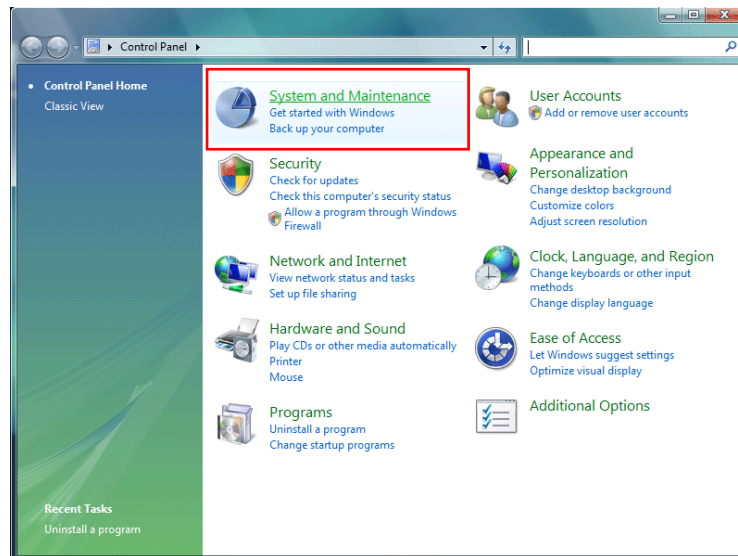 Control Panel
Control Panel Home
Classic View
System and Maintenance
Get started with Windows
Back up your computer
Security
Check for updates
Check this computer's security status
Allow a program through Windows
Firewall
Network and Internet
View network status and tasks
Set up file sharing
Hardware and Sound
Play CDs or other media automatically
Printer
Mouse
Programs
Uninstall a program
Change startup programs
User Accounts
Add or remove user accounts
Appearance and
Personalization
Change desktop background
Customize colors
Adjust screen resolution
Clock, Language, and Region
Change keyboards or other input
methods
Change display language
Ease of Access
Let Windows suggest settings
Optimize visual display
Additional Options
Recent Tasks
Uninstall a program